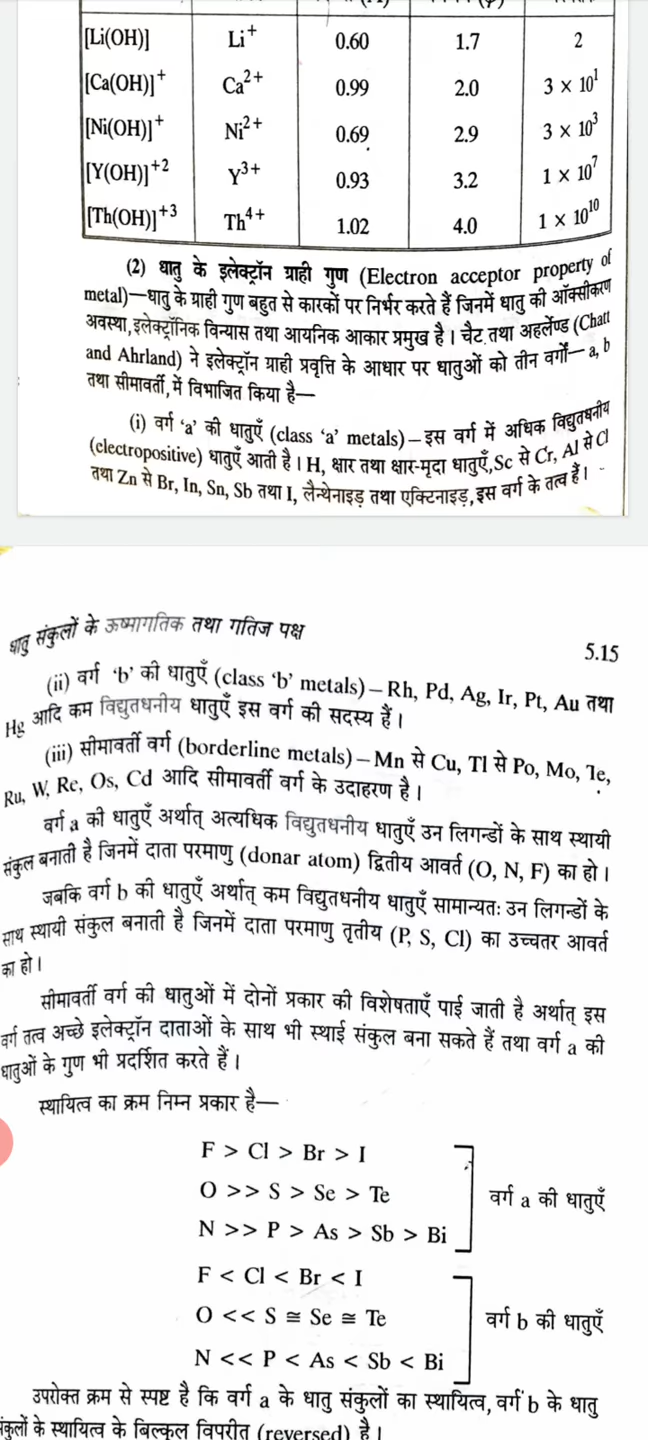 [Li(OH)] Li+ 0.60 1.7 2
[Ca(OH)]+ Ca2+ 0.99 2.0 3 × 10^1
[Ni(OH)]+ Ni2+ 0.69 2.9 3 × 10^3
[Y(OH)]+2 Y3+ 0.93 3.2 1 × 10^7
[Th(OH)]+3 Th4+ 1.02 4.0 1 × 10^10
(2) धातु के इलेक्ट्रॉन ग्राही गुण (Electron acceptor property of
metal)—धातु के ग्राही गुण बहुत से कारकों पर निर्भर करते हैं जिनमें धातु की ऑक्सीकरण
अवस्था, इलेक्ट्रॉनिक विन्यास तथा आयनिक आकार प्रमुख है। चैट तथा अहर्लेण्ड (Chatt
and Ahrland) ने इलेक्ट्रॉन ग्राही प्रवृत्ति के आधार पर धातुओं को तीन वर्गों—a, b
तथा सीमावर्ती, में विभाजित किया है—
(i) वर्ग 'a' की धातुएँ (class 'a' metals) – इस वर्ग में अधिक विद्युतधनीय
(electropositive) धातुएँ आती है। H, क्षार तथा क्षार-मृदा धातुएँ, Sc से Cr, Al से Cl
तथा Zn से Br, In, Sn, Sb तथा I, लैन्थेनाइड़ तथा एक्टिनाइड़, इस वर्ग के तत्व हैं।
धातु संकुलों के ऊष्मागतिक तथा गतिज पक्ष
5.15
(ii) वर्ग 'b' की धातुएँ (class 'b' metals) – Rh, Pd, Ag, Ir, Pt, Au तथा
Hg आदि कम विद्युतधनीय धातुएँ इस वर्ग की सदस्य हैं।
(iii) सीमावर्ती वर्ग (borderline metals) – Mn से Cu, Tl से Po, Mo, Te,
Ru, W, Re, Os, Cd आदि सीमावर्ती वर्ग के उदाहरण है।
वर्ग a की धातुएँ अर्थात् अत्यधिक विद्युतधनीय धातुएँ उन लिगन्डों के साथ स्थायी
संकुल बनाती है जिनमें दाता परमाणु (donar atom) द्वितीय आवर्त (O, N, F) का हो।
जबकि वर्ग b की धातुएँ अर्थात् कम विद्युतधनीय धातुएँ सामान्यतः उन लिगन्डों के
साथ स्थायी संकुल बनाती है जिनमें दाता परमाणु तृतीय (P, S, Cl) का उच्चतर आवर्त
का हो।
सीमावर्ती वर्ग की धातुओं में दोनों प्रकार की विशेषताएँ पाई जाती है अर्थात् इस
वर्ग तत्व अच्छे इलेक्ट्रॉन दाताओं के साथ भी स्थाई संकुल बना सकते हैं तथा वर्ग a की
धातुओं के गुण भी प्रदर्शित करते हैं।
स्थायित्व का क्रम निम्न प्रकार है—
F > Cl > Br > I
O >> S > Se > Te
वर्ग a की धातुएँ
N >> P > As > Sb > Bi
F < Cl < Br < I
O << S ≅ Se ≅ Te
वर्ग b की धातुएँ
N << P < As < Sb < Bi
उपरोक्त क्रम से स्पष्ट है कि वर्ग a के धातु संकुलों का स्थायित्व, वर्ग b के धातु
संकुलों के स्थायित्व के बिल्कुल विपरीत (reversed) है।